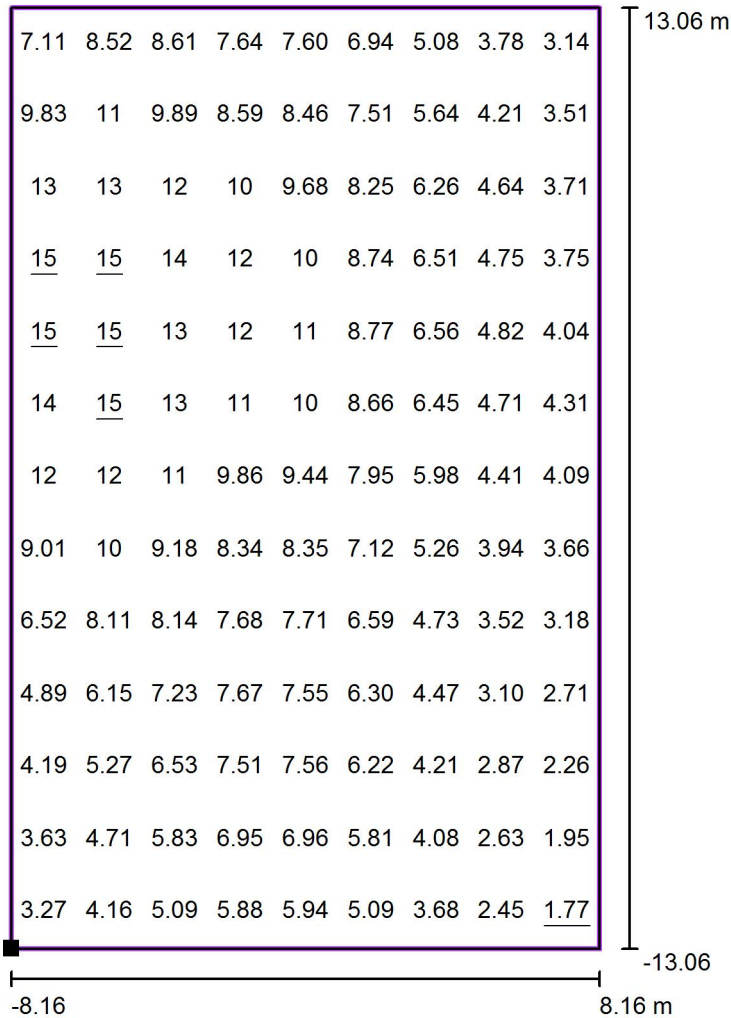 13.06 m
7.11 8.52 8.61 7.64 7.60 6.94 5.08 3.78 3.14
9.83 11 9.89 8.59 8.46 7.51 5.64 4.21 3.51
13 13 12 10 9.68 8.25 6.26 4.64 3.71
15 15 14 12 10 8.74 6.51 4.75 3.75
15 15 13 12 11 8.77 6.56 4.82 4.04
14 15 13 11 10 8.66 6.45 4.71 4.31
12 12 11 9.86 9.44 7.95 5.98 4.41 4.09
9.01 10 9.18 8.34 8.35 7.12 5.26 3.94 3.66
6.52 8.11 8.14 7.68 7.71 6.59 4.73 3.52 3.18
4.89 6.15 7.23 7.67 7.55 6.30 4.47 3.10 2.71
4.19 5.27 6.53 7.51 7.56 6.22 4.21 2.87 2.26
3.63 4.71 5.83 6.95 6.96 5.81 4.08 2.63 1.95
3.27 4.16 5.09 5.88 5.94 5.09 3.68 2.45 1.77
-13.06
-8.16 8.16 m